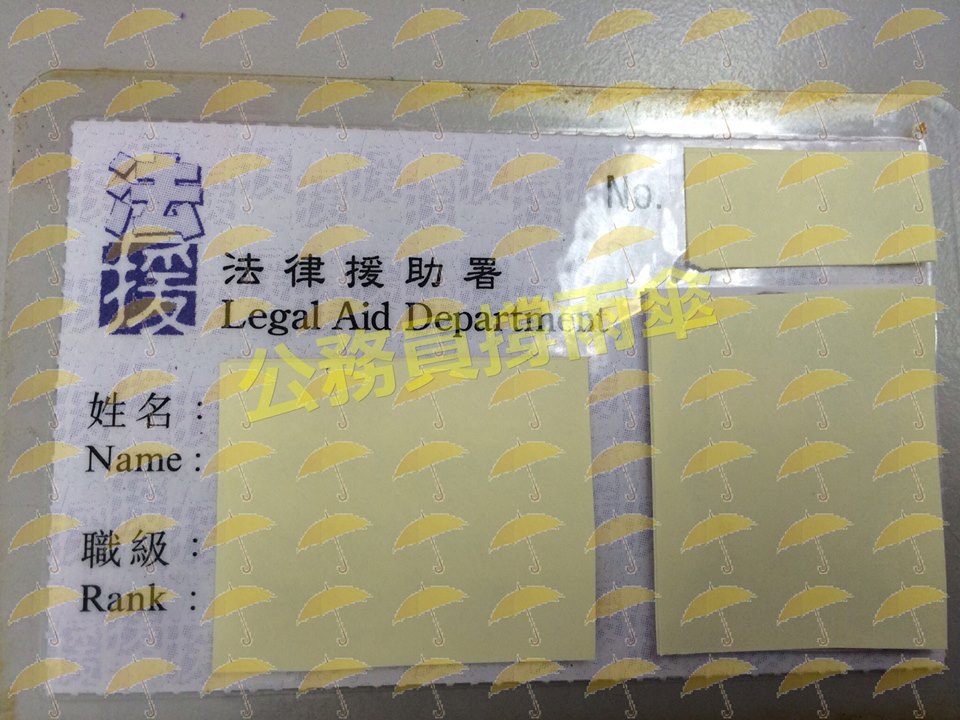 法援
No.
法律援助署
Legal Aid Department
公務員撐雨傘
姓名：
Name :
職級：
Rank :